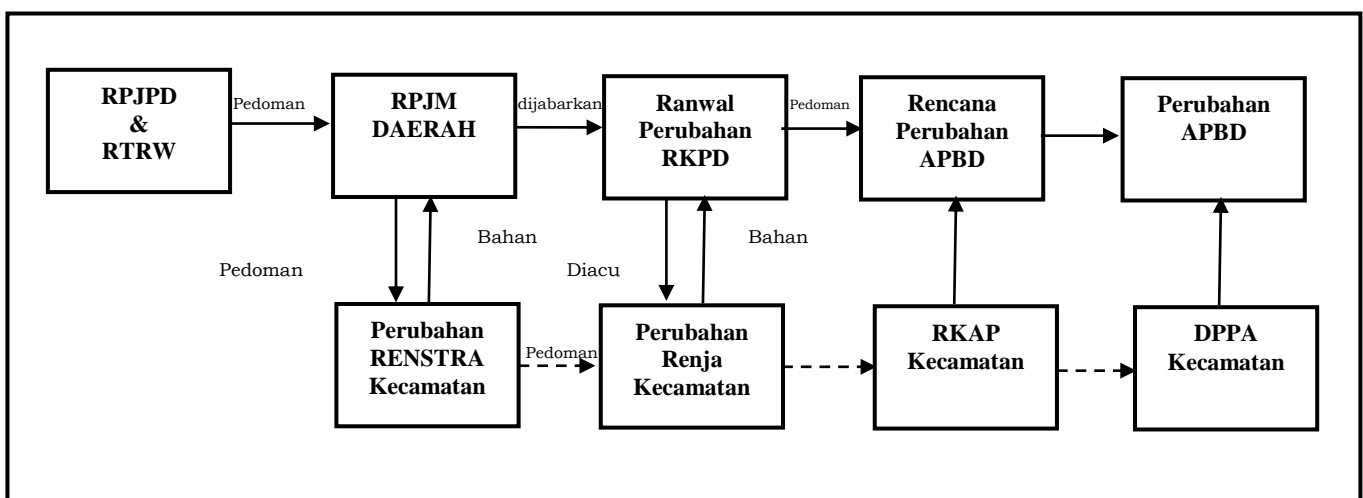 RPJPD
&
RTRW
Pedoman
RPJM
DAERAH
dijabarkan
Ranwal
Perubahan
RKPD
Pedoman
Rencana
Perubahan
APBD
Perubahan
APBD
Pedoman
Bahan
Diacu
Bahan
Perubahan
RENSTRA
Kecamatan
Pedoman
Perubahan
Renja
Kecamatan
RKAP
Kecamatan
DPPA
Kecamatan